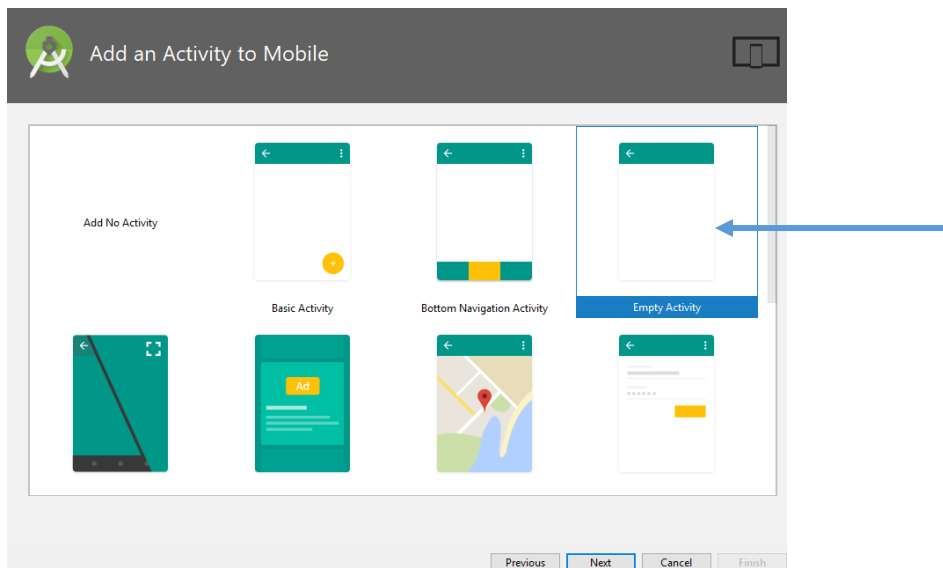 Add an Activity to Mobile
Add No Activity
Basic Activity
Bottom Navigation Activity
Empty Activity
Ad
Previous
Next
Cancel
Finish